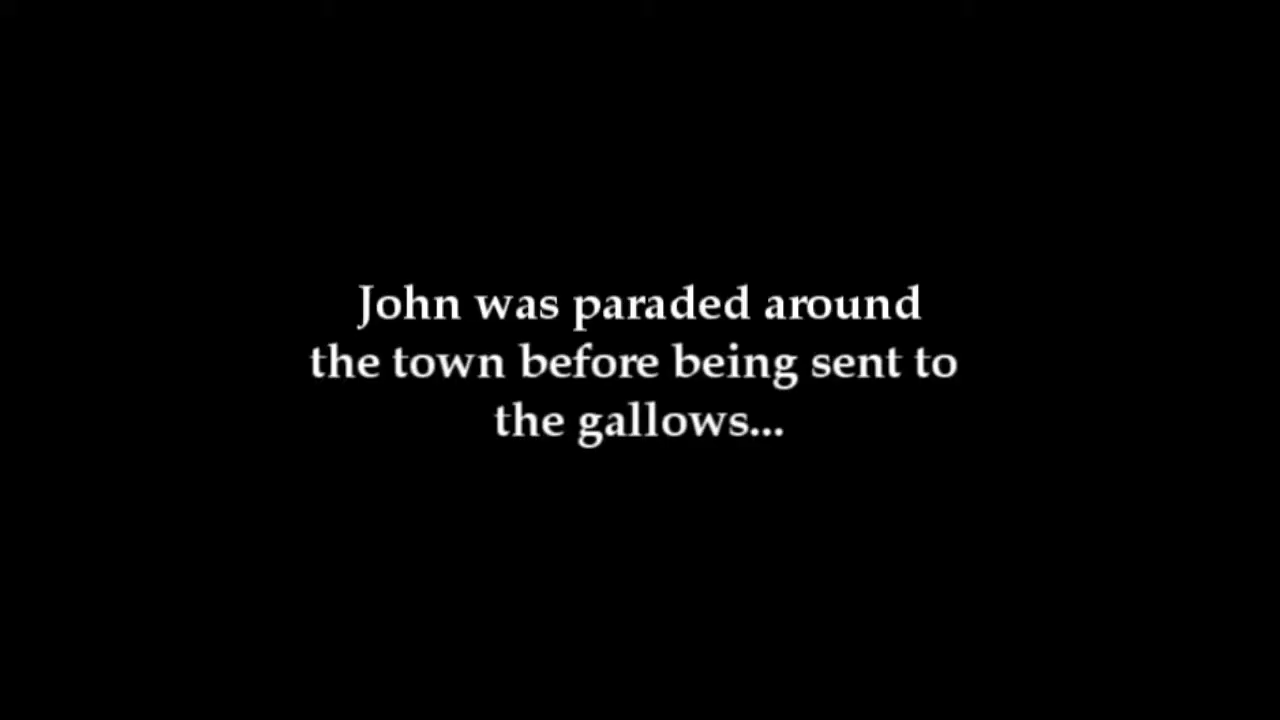 John was paraded around
the town before being sent to
the gallows...